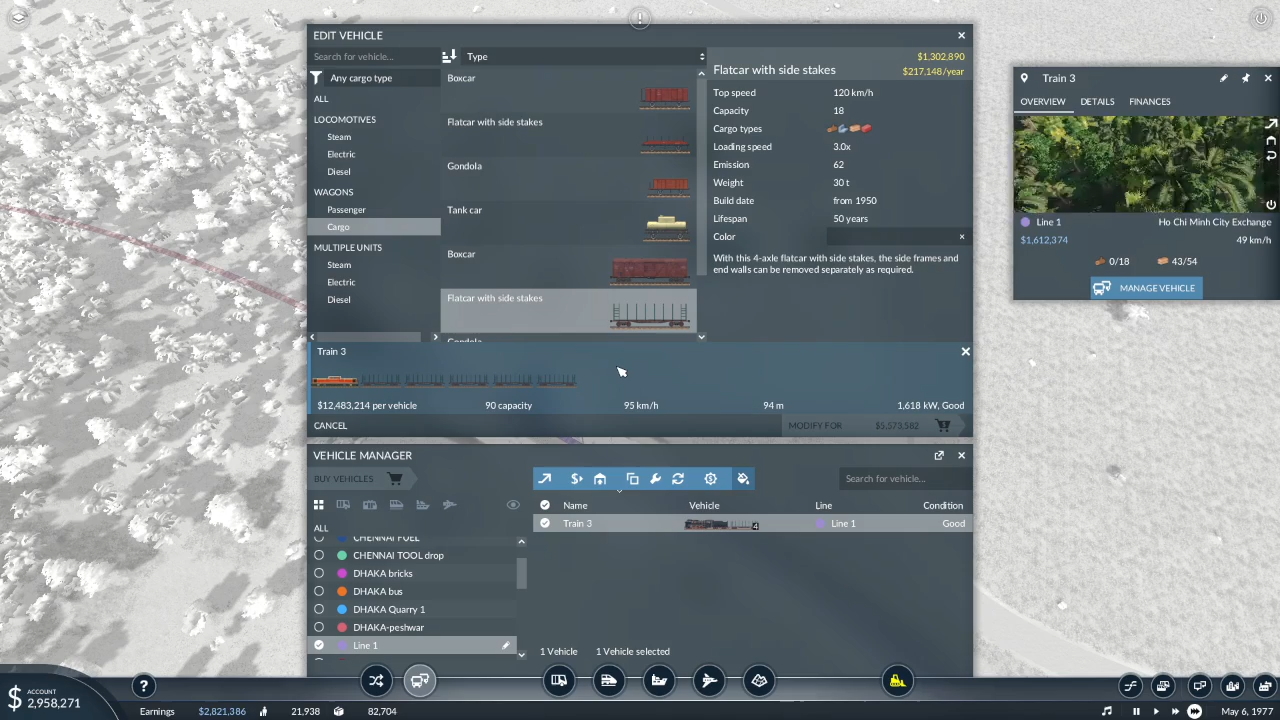 EDIT VEHICLE
Search for vehicle...
Type
Any cargo type
ALL
LOCOMOTIVES
Steam
Electric
Diesel
WAGONS
Passenger
Cargo
MULTIPLE UNITS
Steam
Electric
Diesel
Boxcar
Flatcar with side stakes
Gondola
Tank car
Boxcar
Flatcar with side stakes
Gondola
$1,302,890
Flatcar with side stakes
$217,148/year
Top speed 120 km/h
Capacity 18
Cargo types
Loading speed 3.0x
Emission 62
Weight 30 t
Build date from 1950
Lifespan 50 years
Color
With this 4-axle flatcar with side stakes, the side frames and
end walls can be removed separately as required.
Train 3
$12,483,214 per vehicle 90 capacity 95 km/h 94 m 1,618 kW, Good
CANCEL MODIFY FOR $5,573,582
Train 3
OVERVIEW DETAILS FINANCES
Line 1 Ho Chi Minh City Exchange
$1,612,374 49 km/h
0/18 43/54
MANAGE VEHICLE
VEHICLE MANAGER
BUY VEHICLES
Search for vehicle...
ALL
CHENNAI FUEL
CHENNAI TOOL drop
DHAKA bricks
DHAKA bus
DHAKA Quarry 1
DHAKA-peshwar
Line 1
Name Vehicle Line Condition
Train 3 4 Line 1 Good
1 Vehicle 1 Vehicle selected
ACCOUNT
$ 2,958,271
?
Earnings $2,821,386 21,938 82,704
May 6, 1977